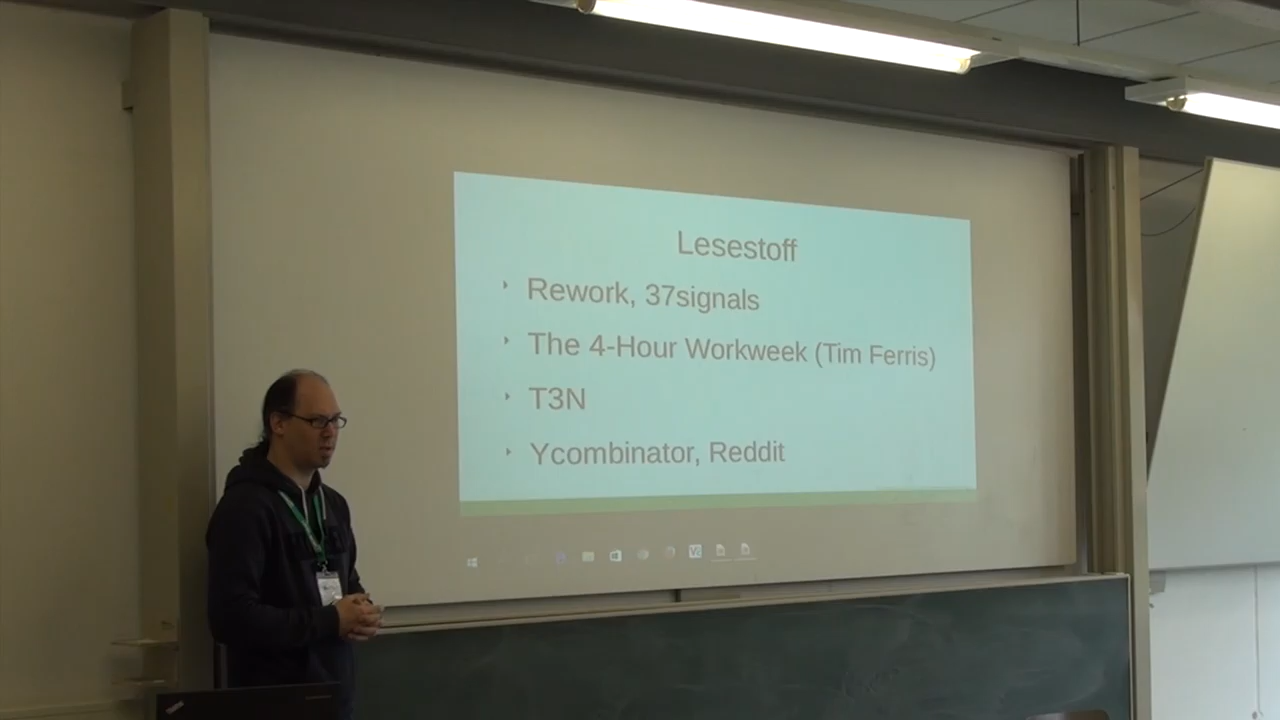 Lesestoff
Rework, 37signals
The 4-Hour Workweek (Tim Ferris)
T3N
Ycombinator, Reddit